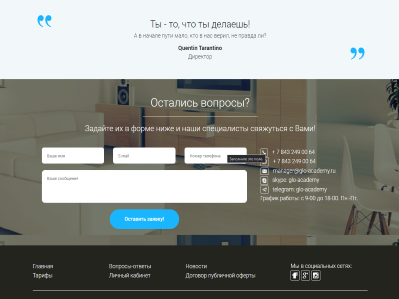 Ты - то, что ты делаешь!
А в начале пути мало, кто в нас верил, не правда ли?
Quentin Tarantino
Директор
Остались вопросы?
Задайте их в форме ниже и наши специалисты свяжуться с Вами!
Ваше имя
E-mail
Номер телефона
Заполните это поле
Ваше сообщение
Оставить заявку!
+ 7 843 249 00 64
+ 7 843 249 00 64
manager@glo-academy.ru
skype: glo-academy
telegram: glo-academy
График работы: с 9-00 до 18-00. Пн.-Пт.
Главная
Тарифы
Вопросы-ответы
Личный кабинет
Новости
Договор публичной оферты
Мы в социальных сетях: